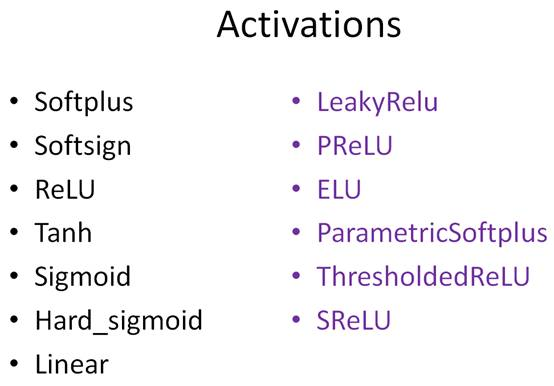 Activations
• Softplus
• Softsign
• ReLU
• Tanh
• Sigmoid
• Hard_sigmoid
• Linear
• LeakyRelu
• PReLU
• ELU
• ParametricSoftplus
• ThresholdedReLU
• SReLU